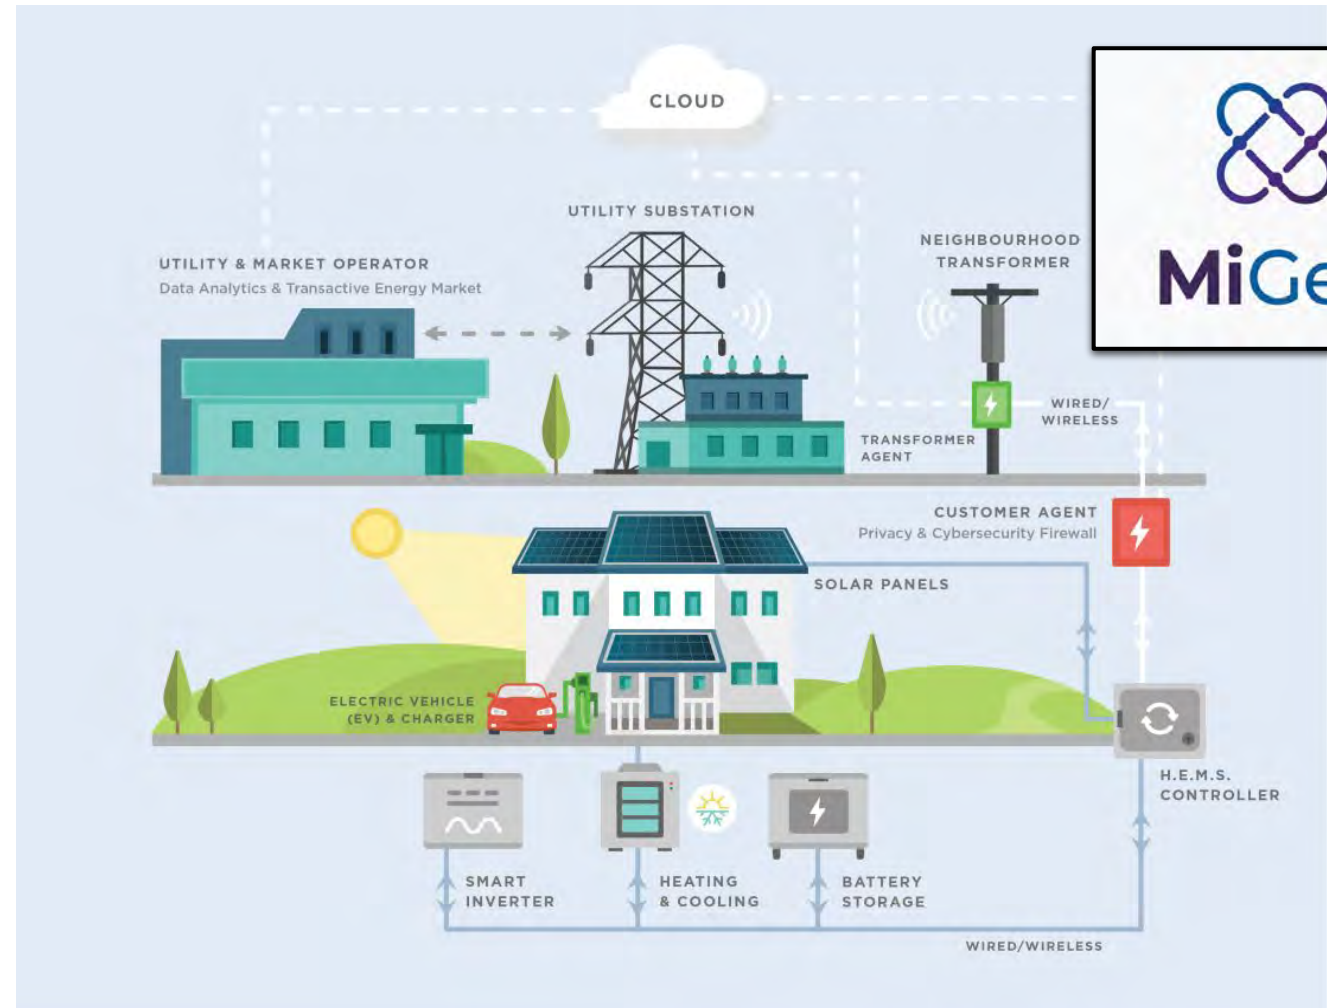 CLOUD
UTILITY SUBSTATION
NEIGHBOURHOOD
TRANSFORMER
MiGe
UTILITY & MARKET OPERATOR
Data Analytics & Transactive Energy Market
WIRED/
WIRELESS
TRANSFORMER
AGENT
CUSTOMER AGENT
Privacy & Cybersecurity Firewall
SOLAR PANELS
ELECTRIC VEHICLE
(EV) & CHARGER
H.E.M.S.
CONTROLLER
SMART
INVERTER
HEATING
& COOLING
BATTERY
STORAGE
WIRED/WIRELESS